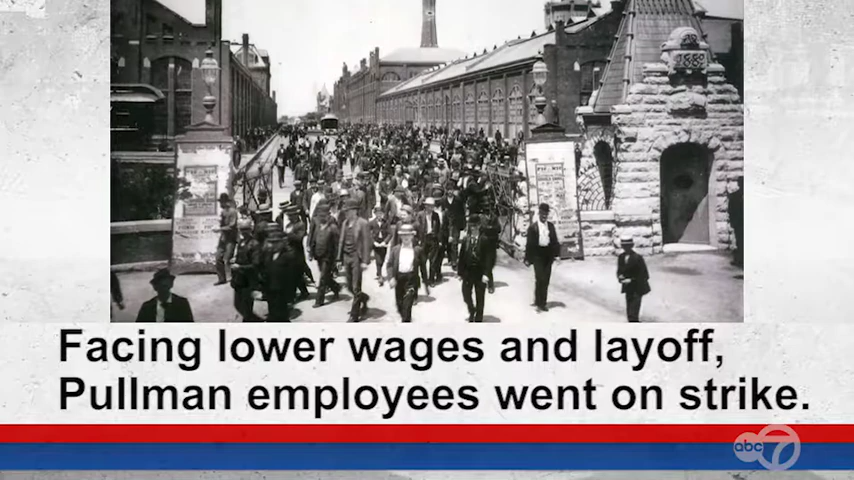 Facing lower wages and layoff,
Pullman employees went on strike.
abc 7